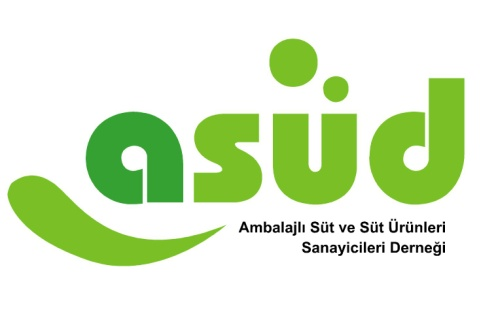 asüd
Ambalajlı Süt ve Süt Ürünleri
Sanayicileri Derneği